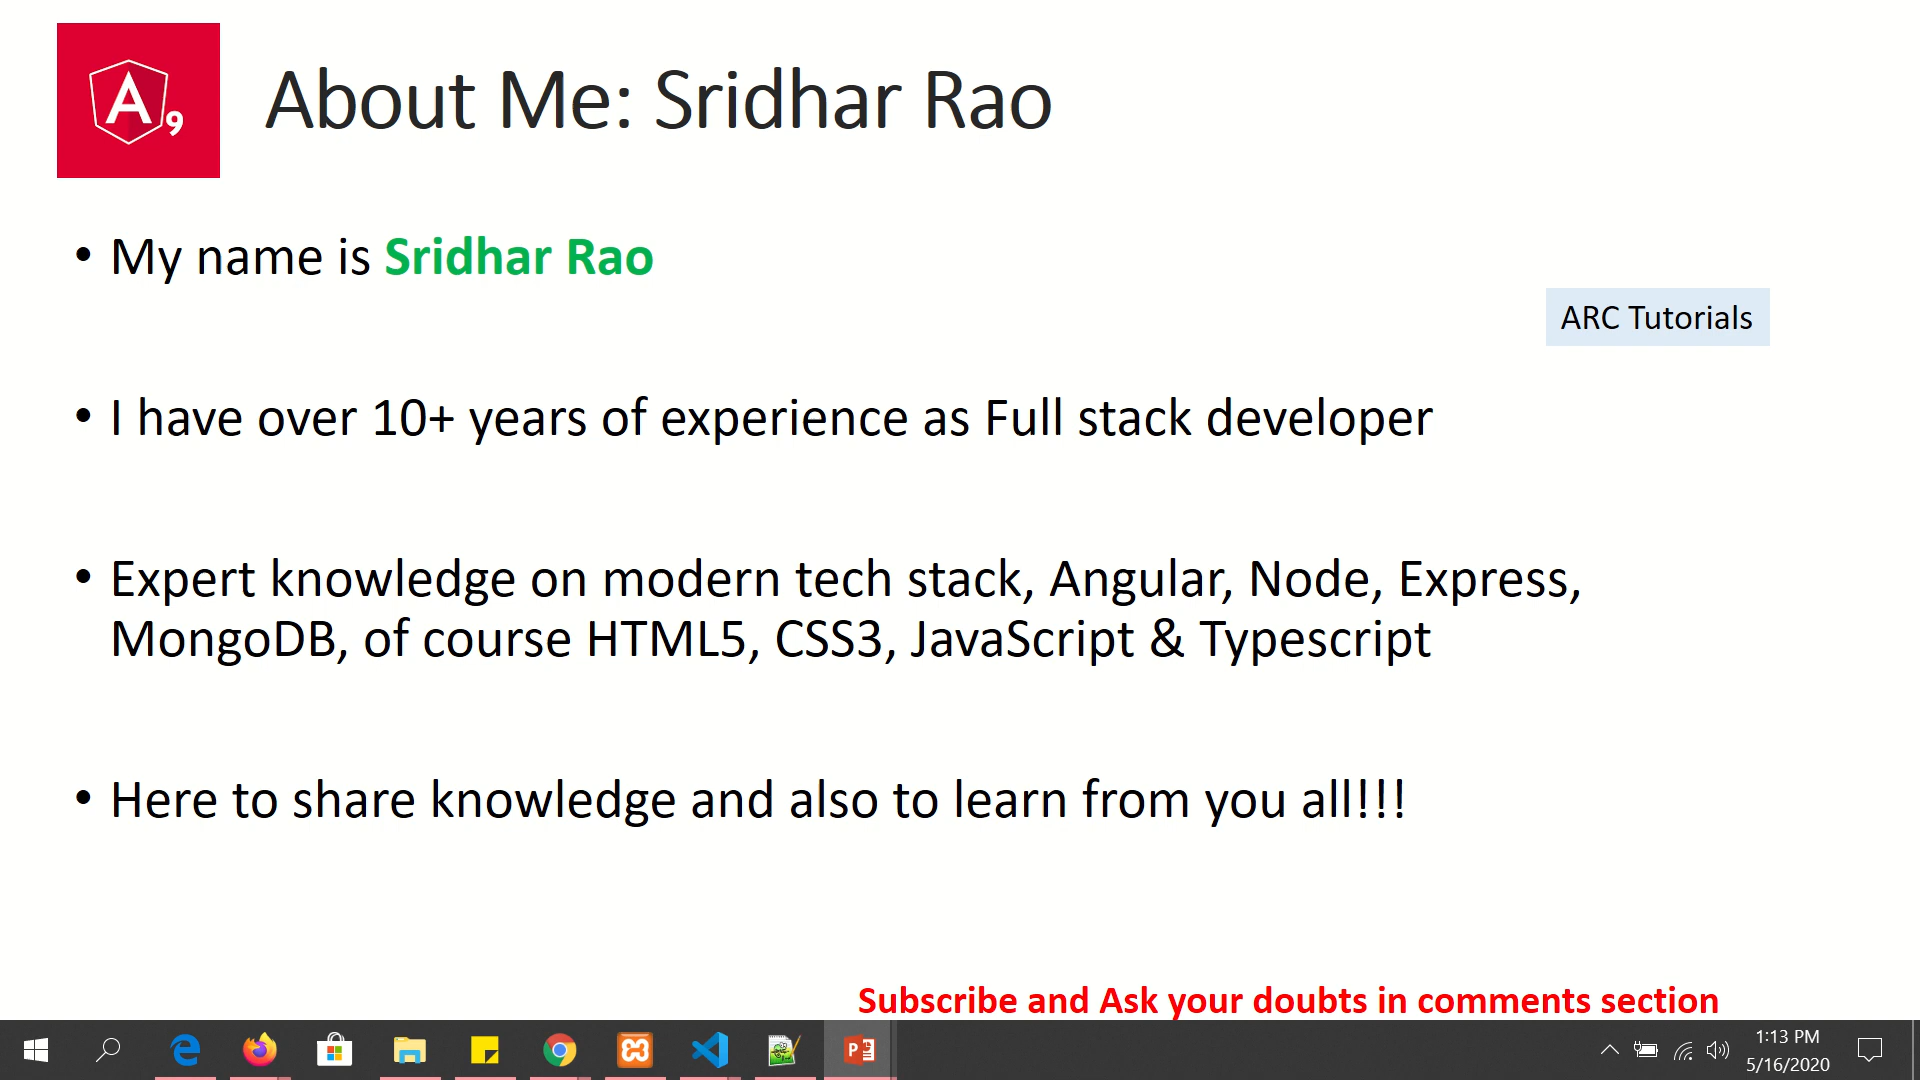 A 9
About Me: Sridhar Rao
• My name is Sridhar Rao
ARC Tutorials
• I have over 10+ years of experience as Full stack developer
• Expert knowledge on modern tech stack, Angular, Node, Express,
MongoDB, of course HTML5, CSS3, JavaScript & Typescript
• Here to share knowledge and also to learn from you all!!!
Subscribe and Ask your doubts in comments section
1:13 PM
5/16/2020